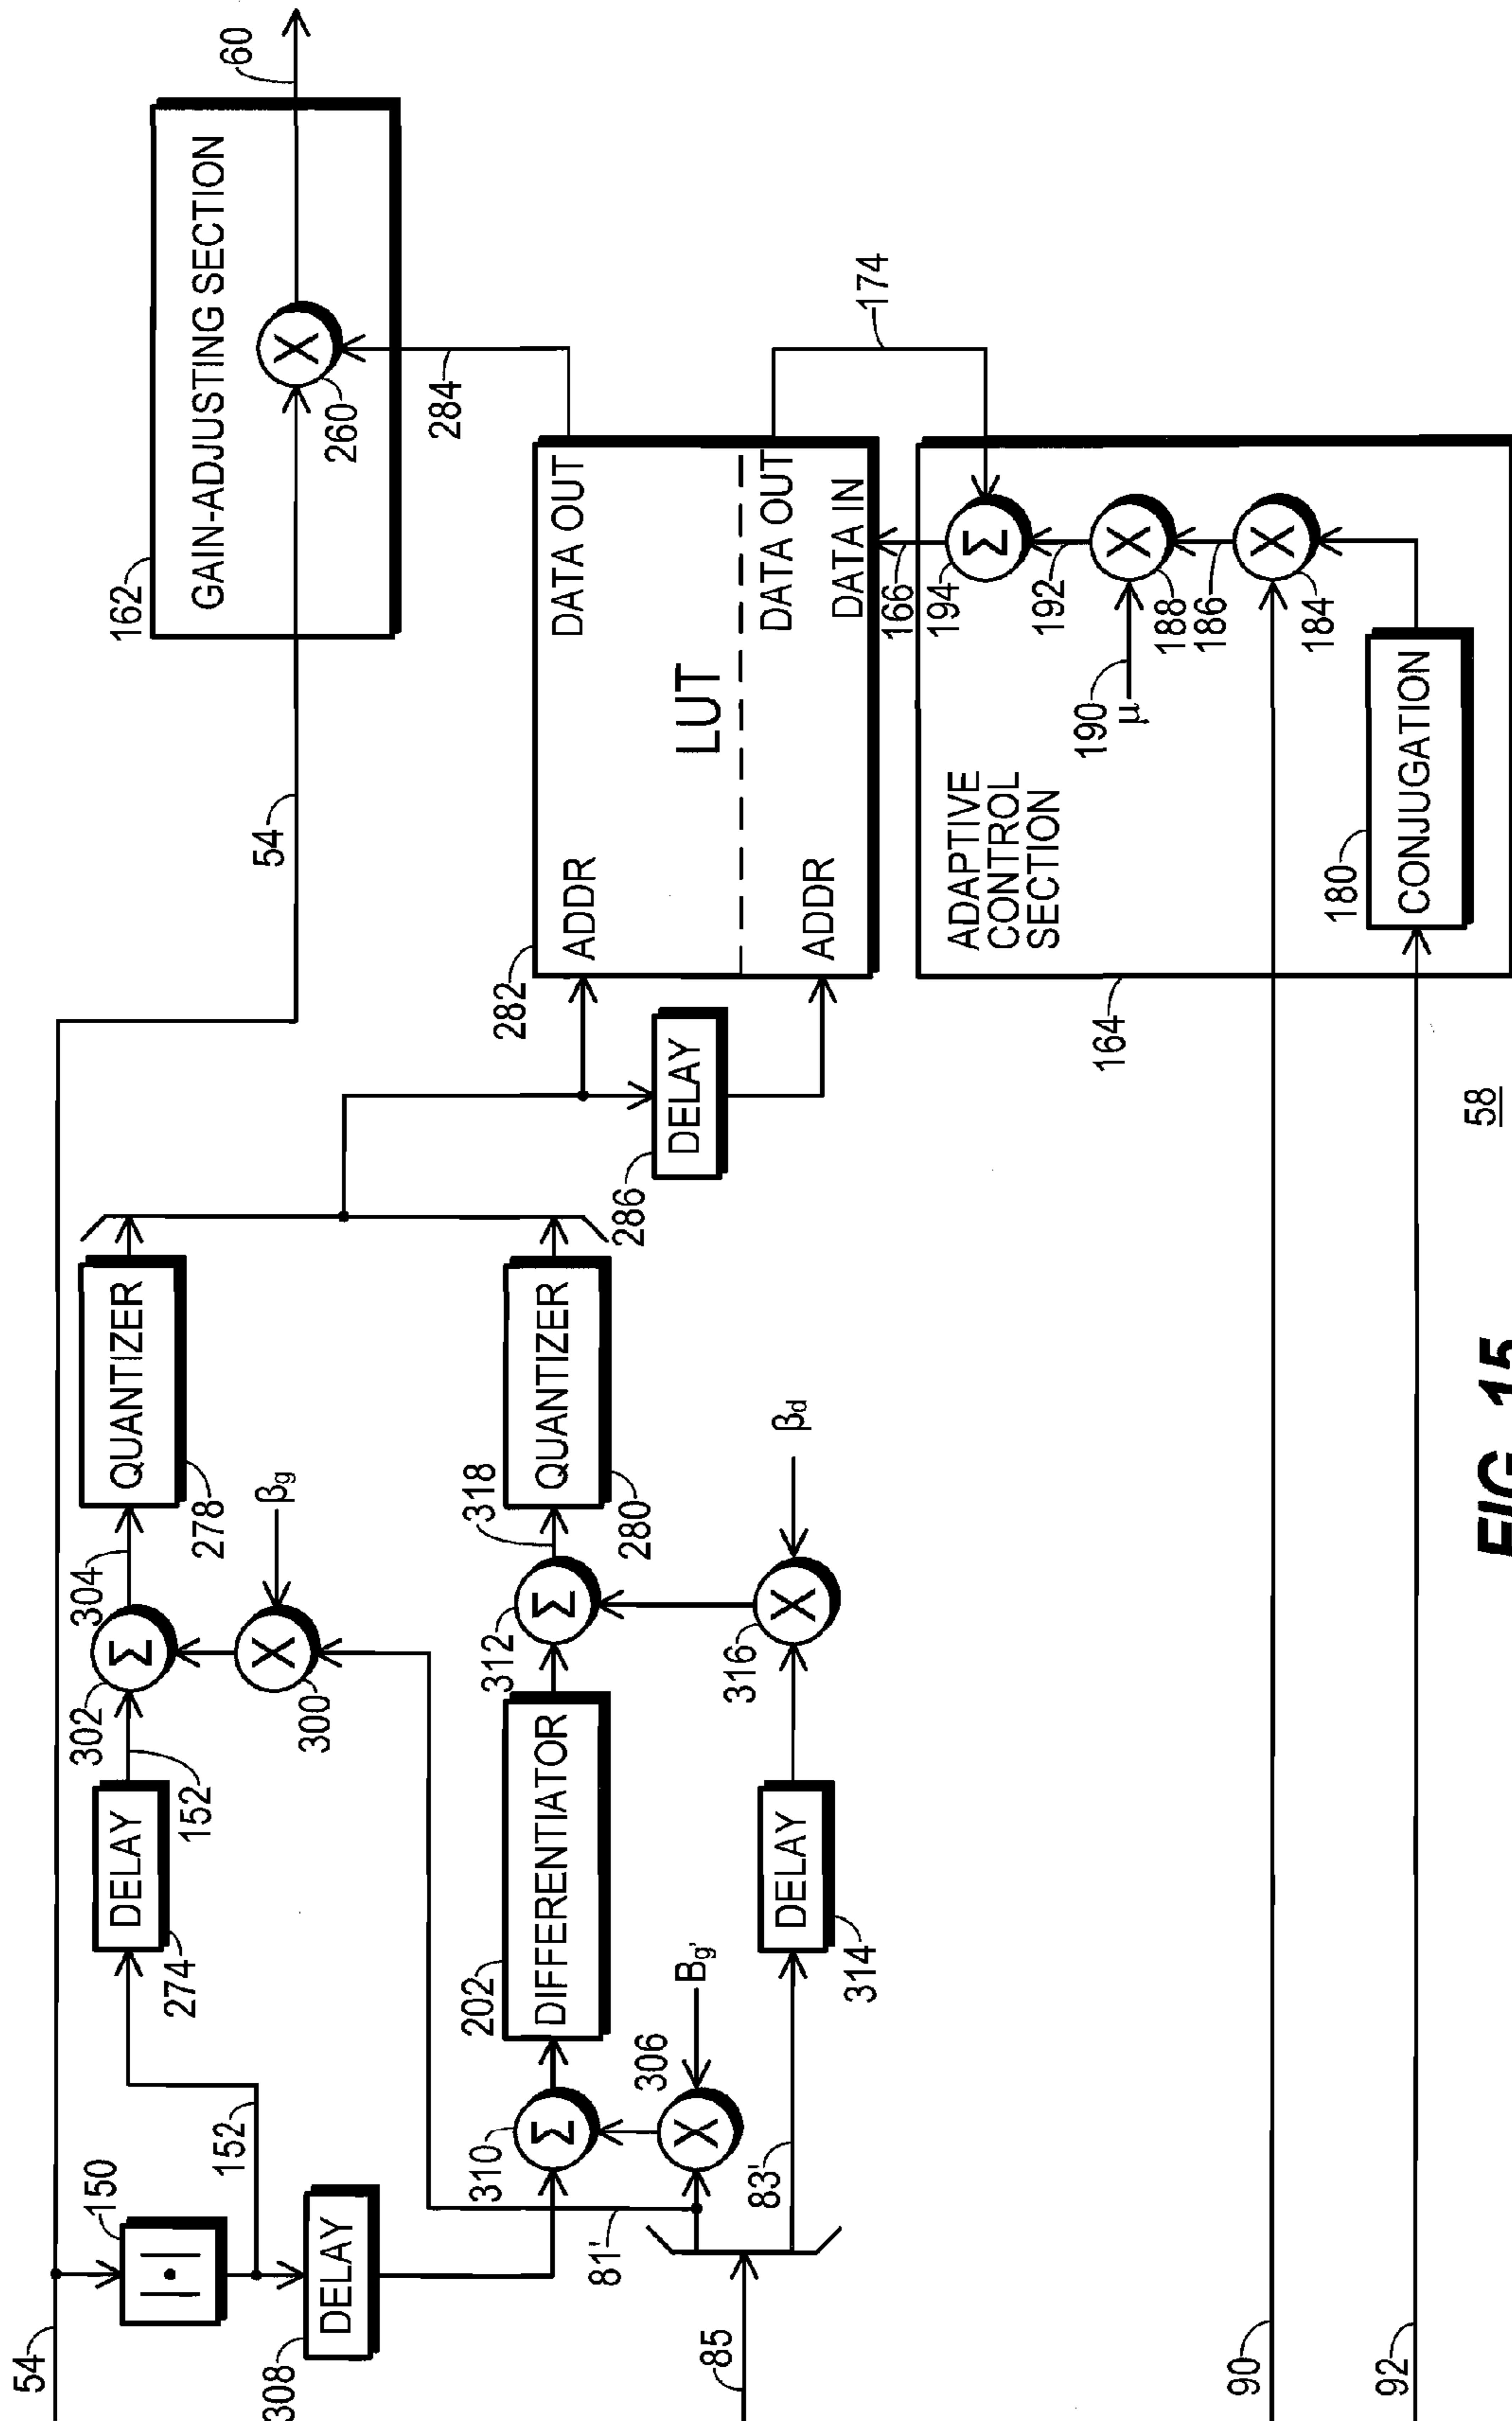 54
150
|•|
152
308
DELAY
274
DELAY
152
302
Σ
304
278
QUANTIZER
300
X
βg
81'
310
Σ
202
DIFFERENTIATOR
312
Σ
318
280
QUANTIZER
306
X
Bg'
85
83'
314
DELAY
316
X
βd
286
DELAY
54
162
GAIN-ADJUSTING SECTION
260
X
60
284
282
ADDR
DATA OUT
LUT
ADDR
DATA OUT
DATA IN
174
166
164
ADAPTIVE
CONTROL
SECTION
194
Σ
192
190
μ
188
X
186
184
X
180
CONJUGATION
90
92
58
FIG. 15